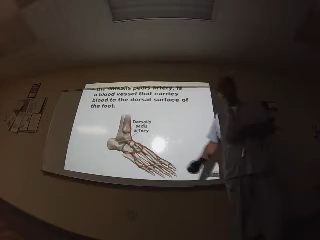 dorsalis pedis artery, is
a blood vessel that carries
blood to the dorsal surface of
the foot.
Dorsalis
pedis
artery